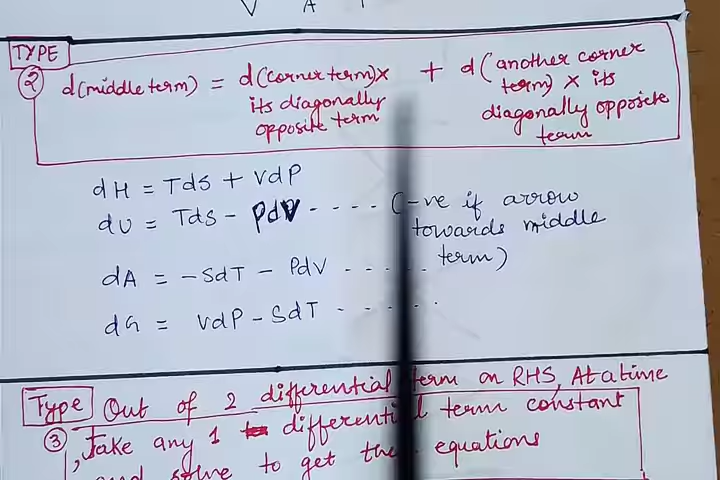 V A
TYPE
② d(middle term) = d(corner term)x + d(another corner
its diagonally term) x its
opposite term diagonally opposite
term
dH = TdS + VdP
dU = TdS - PdV - - - - (-ve if arrow
towards middle
dA = -SdT - PdV - - - - - term)
dG = VdP - SdT - - - - -
Type Out of 2 differential term on RHS, At a time
③ , Take any 1 differential term constant
and solve to get the equations